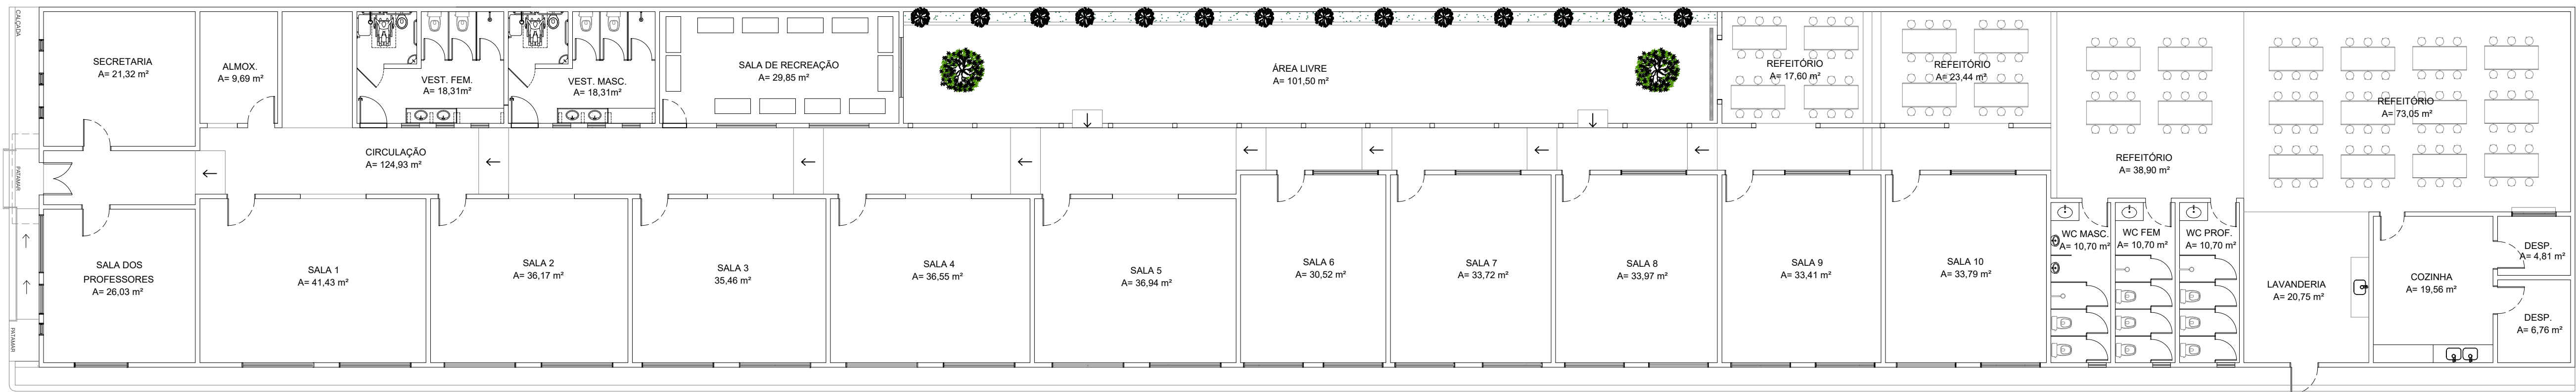 CALÇADA
SECRETARIA
A= 21,32 m²
ALMOX.
A= 9,69 m²
VEST. FEM.
A= 18,31m²
VEST. MASC.
A= 18,31m²
SALA DE RECREAÇÃO
A= 29,85 m²
ÁREA LIVRE
A= 101,50 m²
REFEITÓRIO
A= 17,60 m²
REFEITÓRIO
A= 23,44 m²
REFEITÓRIO
A= 73,05 m²
CIRCULAÇÃO
A= 124,93 m²
REFEITÓRIO
A= 38,90 m²
PATAMAR
SALA DOS
PROFESSORES
A= 26,03 m²
SALA 1
A= 41,43 m²
SALA 2
A= 36,17 m²
SALA 3
35,46 m²
SALA 4
A= 36,55 m²
SALA 5
A= 36,94 m²
SALA 6
A= 30,52 m²
SALA 7
A= 33,72 m²
SALA 8
A= 33,97 m²
SALA 9
A= 33,41 m²
SALA 10
A= 33,79 m²
WC MASC.
A= 10,70 m²
WC FEM
A= 10,70 m²
WC PROF.
A= 10,70 m²
LAVANDERIA
A= 20,75 m²
COZINHA
A= 19,56 m²
DESP.
A= 4,81 m²
DESP.
A= 6,76 m²
PATAMAR